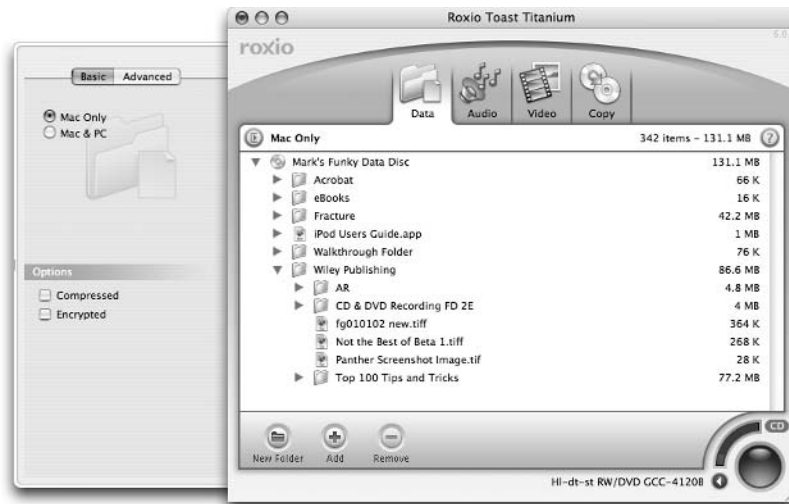 Roxio Toast Titanium
6.0
roxio
Basic Advanced
Mac Only
Mac & PC
Options
Compressed
Encrypted
Data Audio Video Copy
Mac Only 342 items – 131.1 MB ?
Mark's Funky Data Disc 131.1 MB
Acrobat 66 K
eBooks 16 K
Fracture 42.2 MB
iPod Users Guide.app 1 MB
Walkthrough Folder 76 K
Wiley Publishing 86.6 MB
AR 4.8 MB
CD & DVD Recording FD 2E 4 MB
fg010102 new.tiff 364 K
Not the Best of Beta 1.tiff 268 K
Panther Screenshot Image.tif 28 K
Top 100 Tips and Tricks 77.2 MB
New Folder Add Remove
CD
Hl-dt-st RW/DVD GCC-4120B